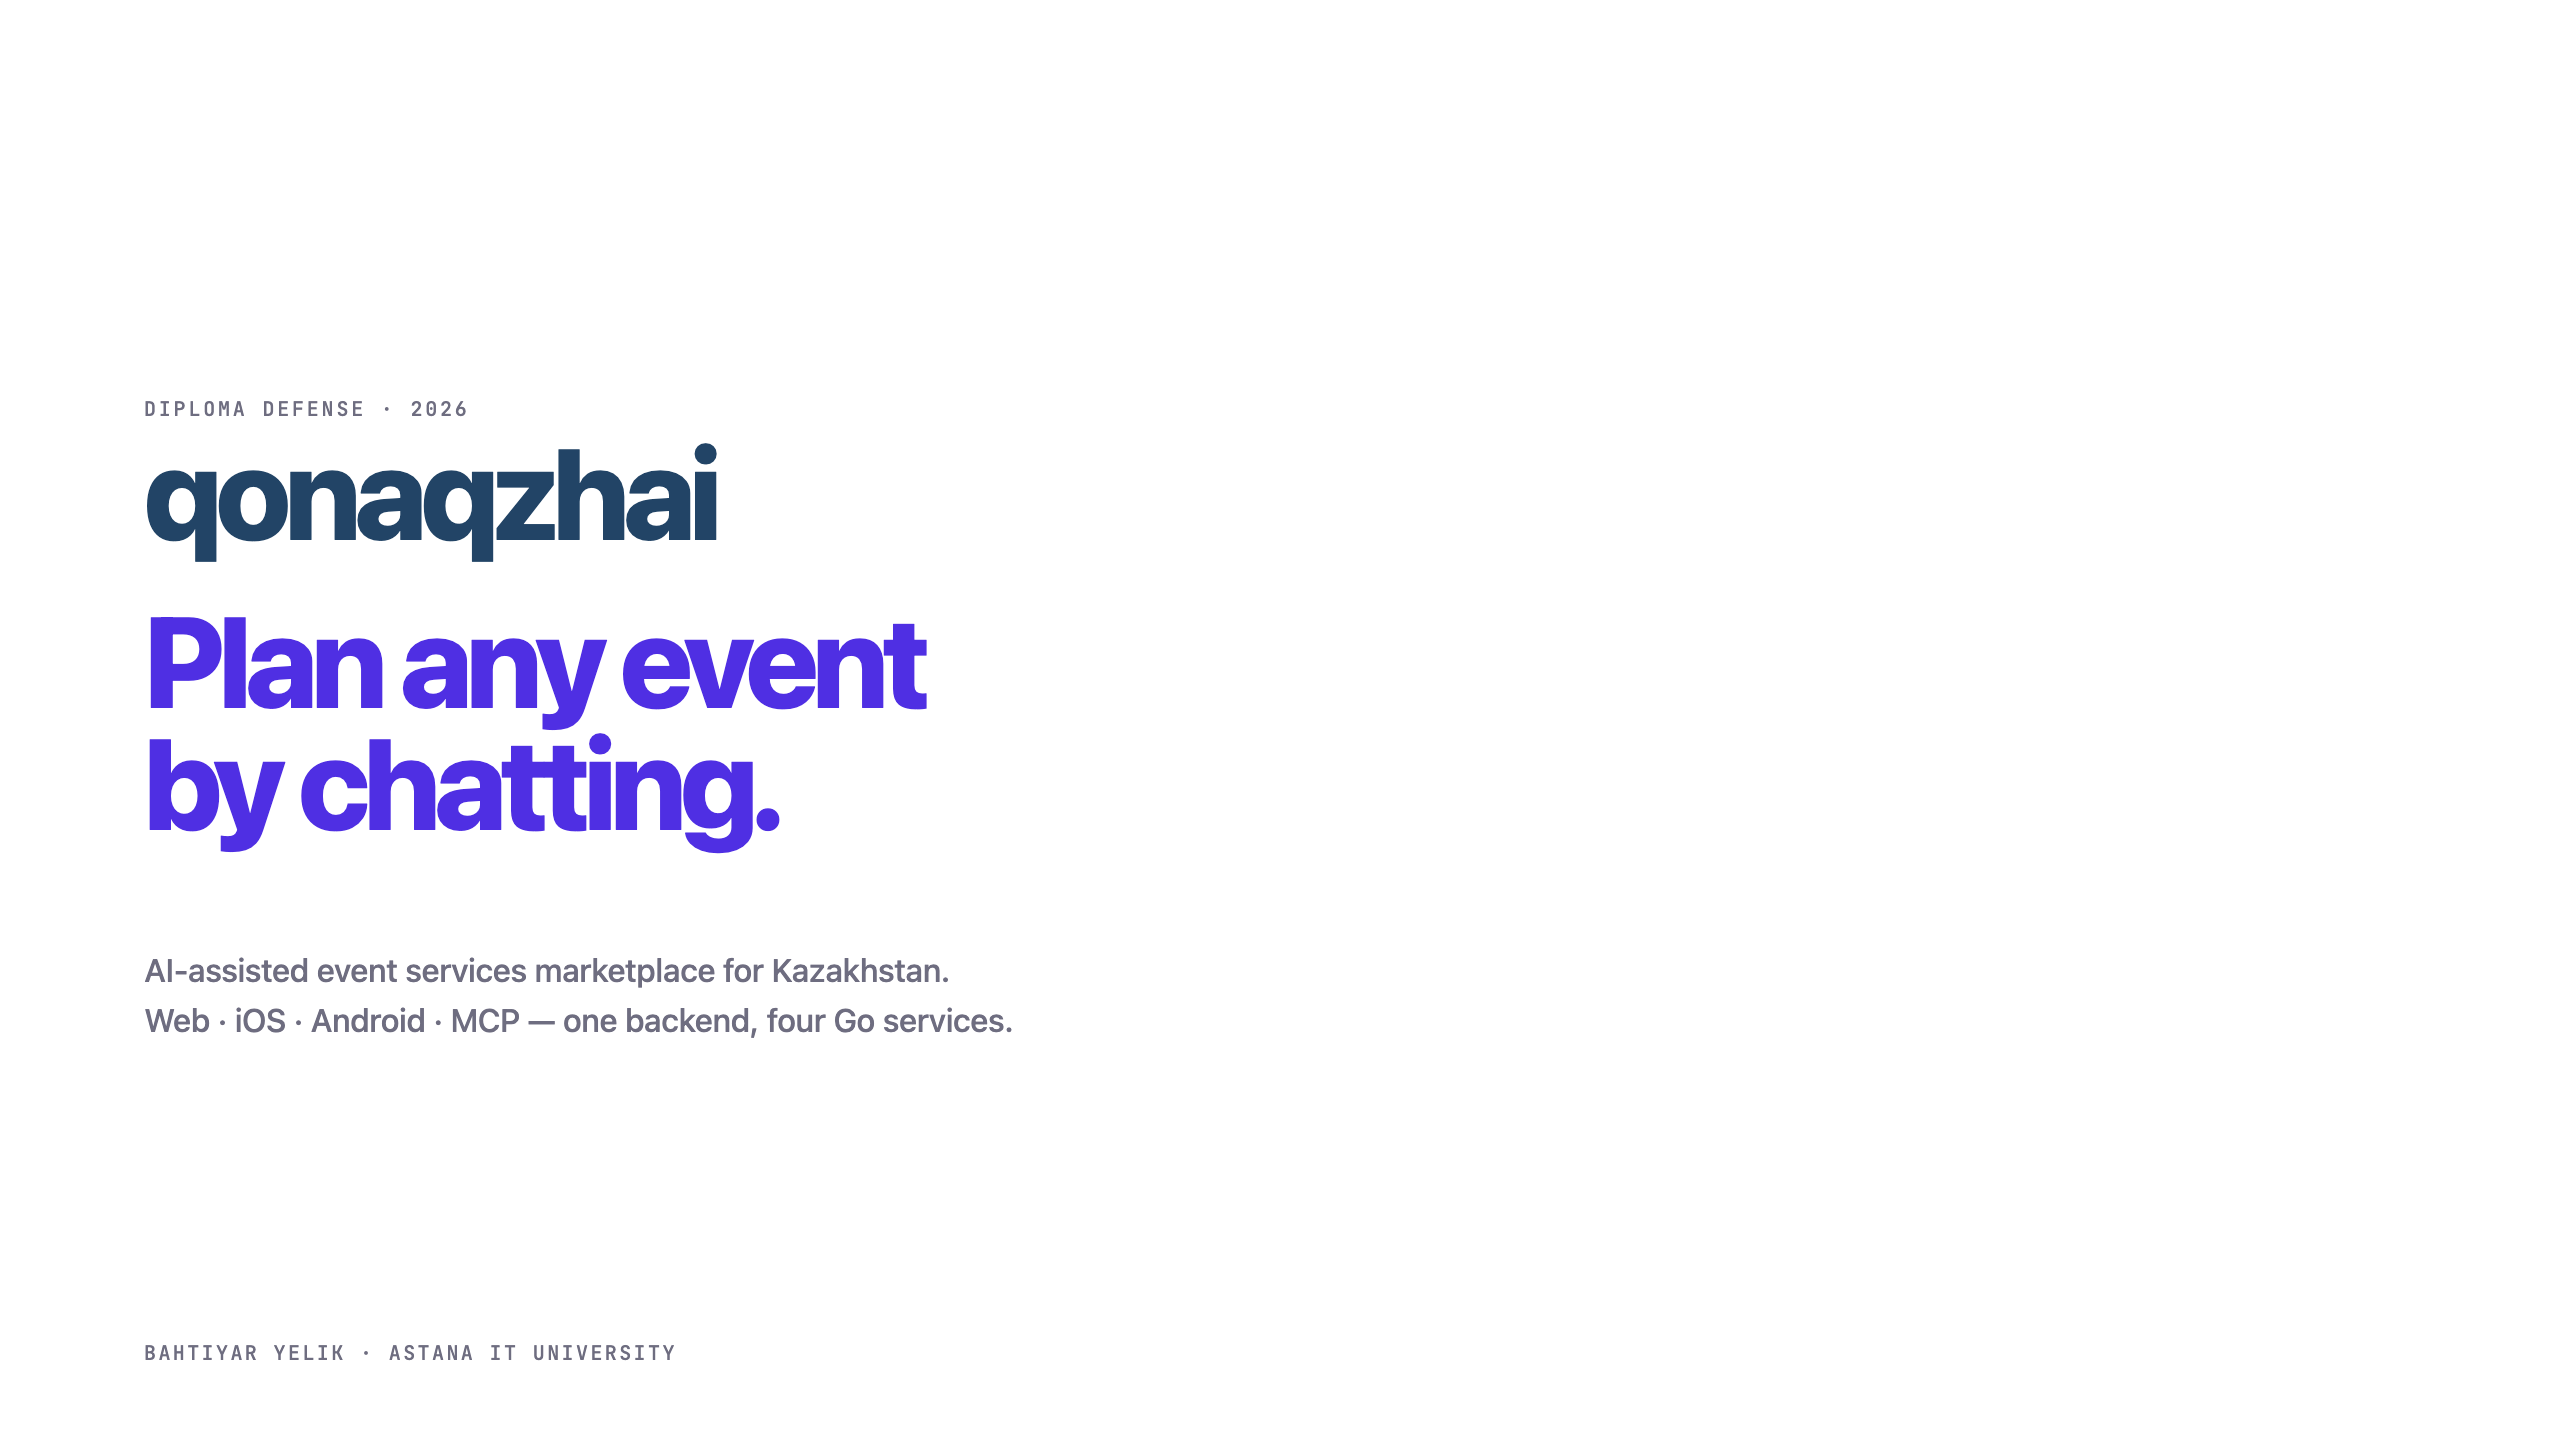 DIPLOMA DEFENSE · 2026
qonaqzhai
Plan any event
by chatting.
AI-assisted event services marketplace for Kazakhstan.
Web · iOS · Android · MCP — one backend, four Go services.
BAHTIYAR YELIK · ASTANA IT UNIVERSITY